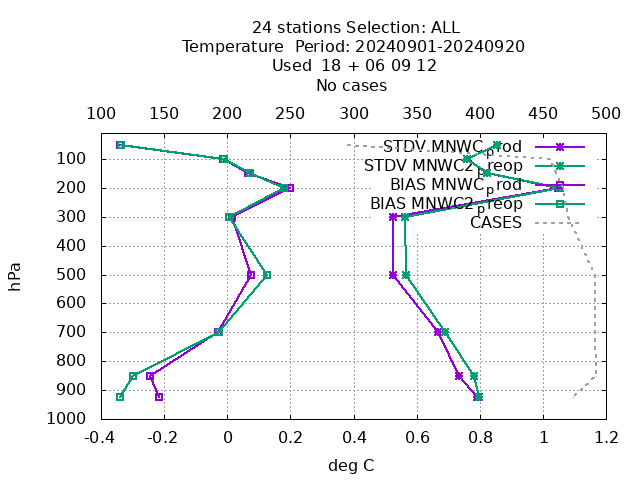 24 stations Selection: ALL
Temperature  Period: 20240901-20240920
Used  18 + 06 09 12
No cases
100 150 200 250 300 350 400 450 500
STDV MNWC_prod
STDV MNWC2_preop
BIAS MNWC_prod
BIAS MNWC2_preop
CASES
100
200
300
400
500
600
700
800
900
1000
hPa
-0.4 -0.2 0 0.2 0.4 0.6 0.8 1 1.2
deg C